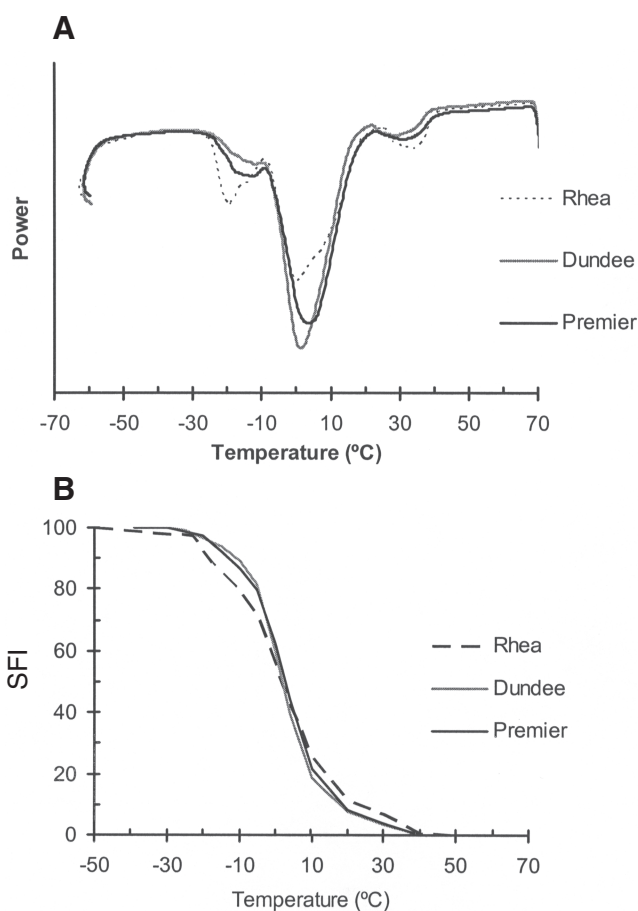 A
Power
Rhea
Dundee
Premier
-70 -50 -30 -10 10 30 50 70
Temperature (ºC)
B
100
80
60
40
20
0
SFI
Rhea
Dundee
Premier
-50 -30 -10 10 30 50 70
Temperature (ºC)